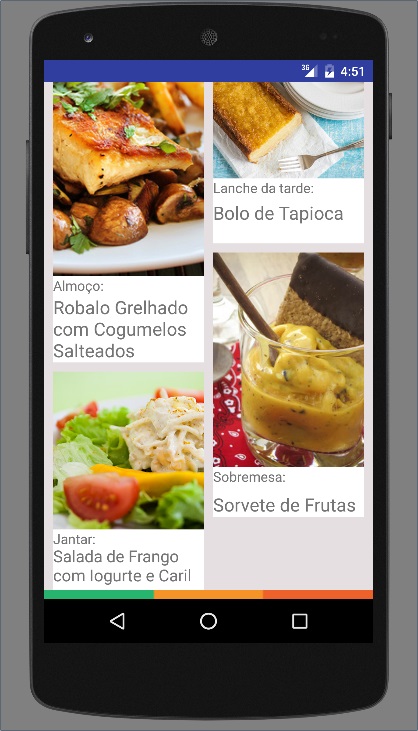 3G
4:51
Almoço:
Robalo Grelhado
com Cogumelos
Salteados
Jantar:
Salada de Frango
com Iogurte e Caril
Lanche da tarde:
Bolo de Tapioca
Sobremesa:
Sorvete de Frutas